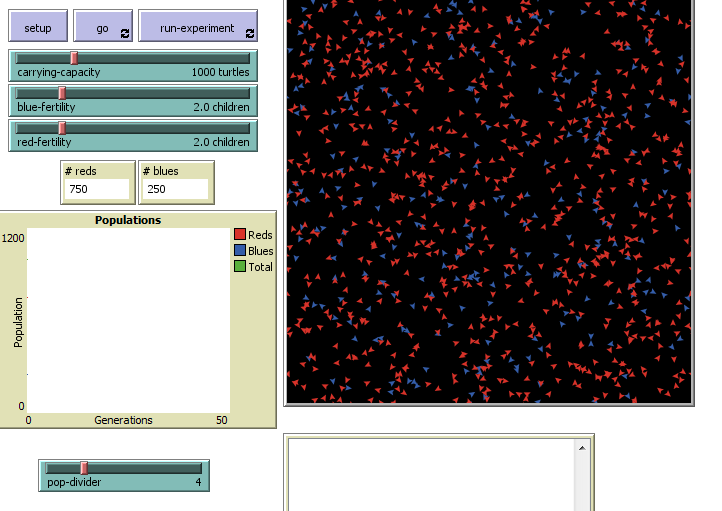 setup go run-experiment
carrying-capacity 1000 turtles
blue-fertility 2.0 children
red-fertility 2.0 children
# reds # blues
750 250
Populations
1200
Population
0
0 Generations 50
Reds
Blues
Total
pop-divider 4